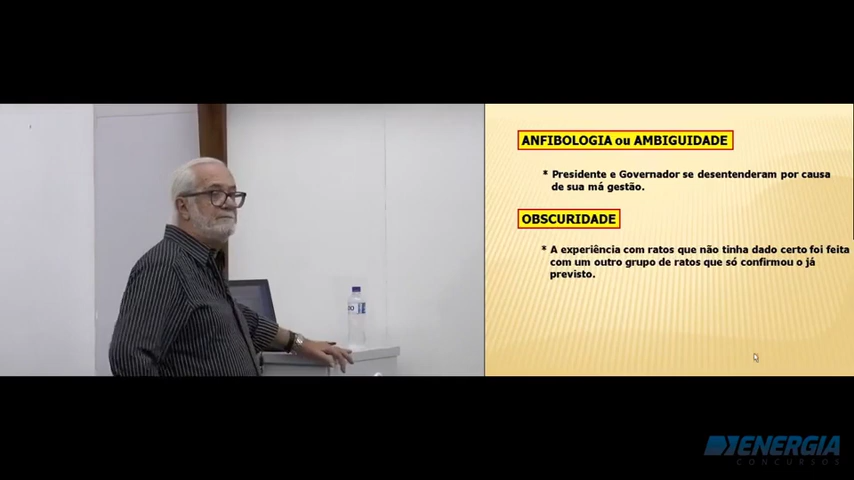 ANFIBOLOGIA ou AMBIGUIDADE
* Presidente e Governador se desentenderam por causa
de sua má gestão.
OBSCURIDADE
* A experiência com ratos que não tinha dado certo foi feita
com um outro grupo de ratos que só confirmou o já
previsto.
ENERGIA
CONCURSOS